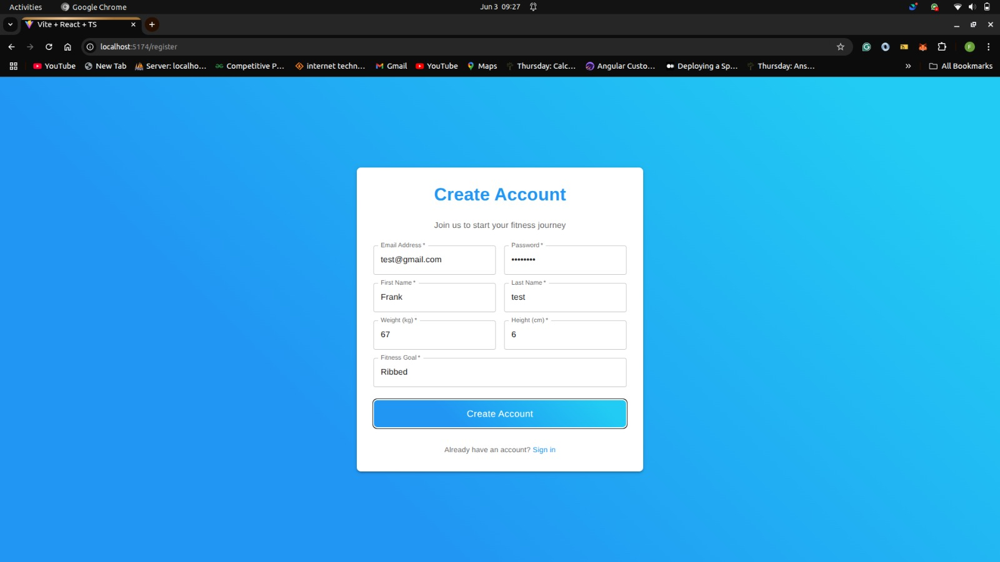 Activities Google Chrome Jun 3 09:27
Vite + React + TS
localhost:5174/register
YouTube New Tab Server: localho... Competitive P... internet techn... Gmail YouTube Maps Thursday: Calc... Angular Custo... Deploying a Sp... Thursday: Ans... » All Bookmarks
Create Account
Join us to start your fitness journey
Email Address * Password *
test@gmail.com ••••••••
First Name * Last Name *
Frank test
Weight (kg) * Height (cm) *
67 6
Fitness Goal *
Ribbed
Create Account
Already have an account? Sign in